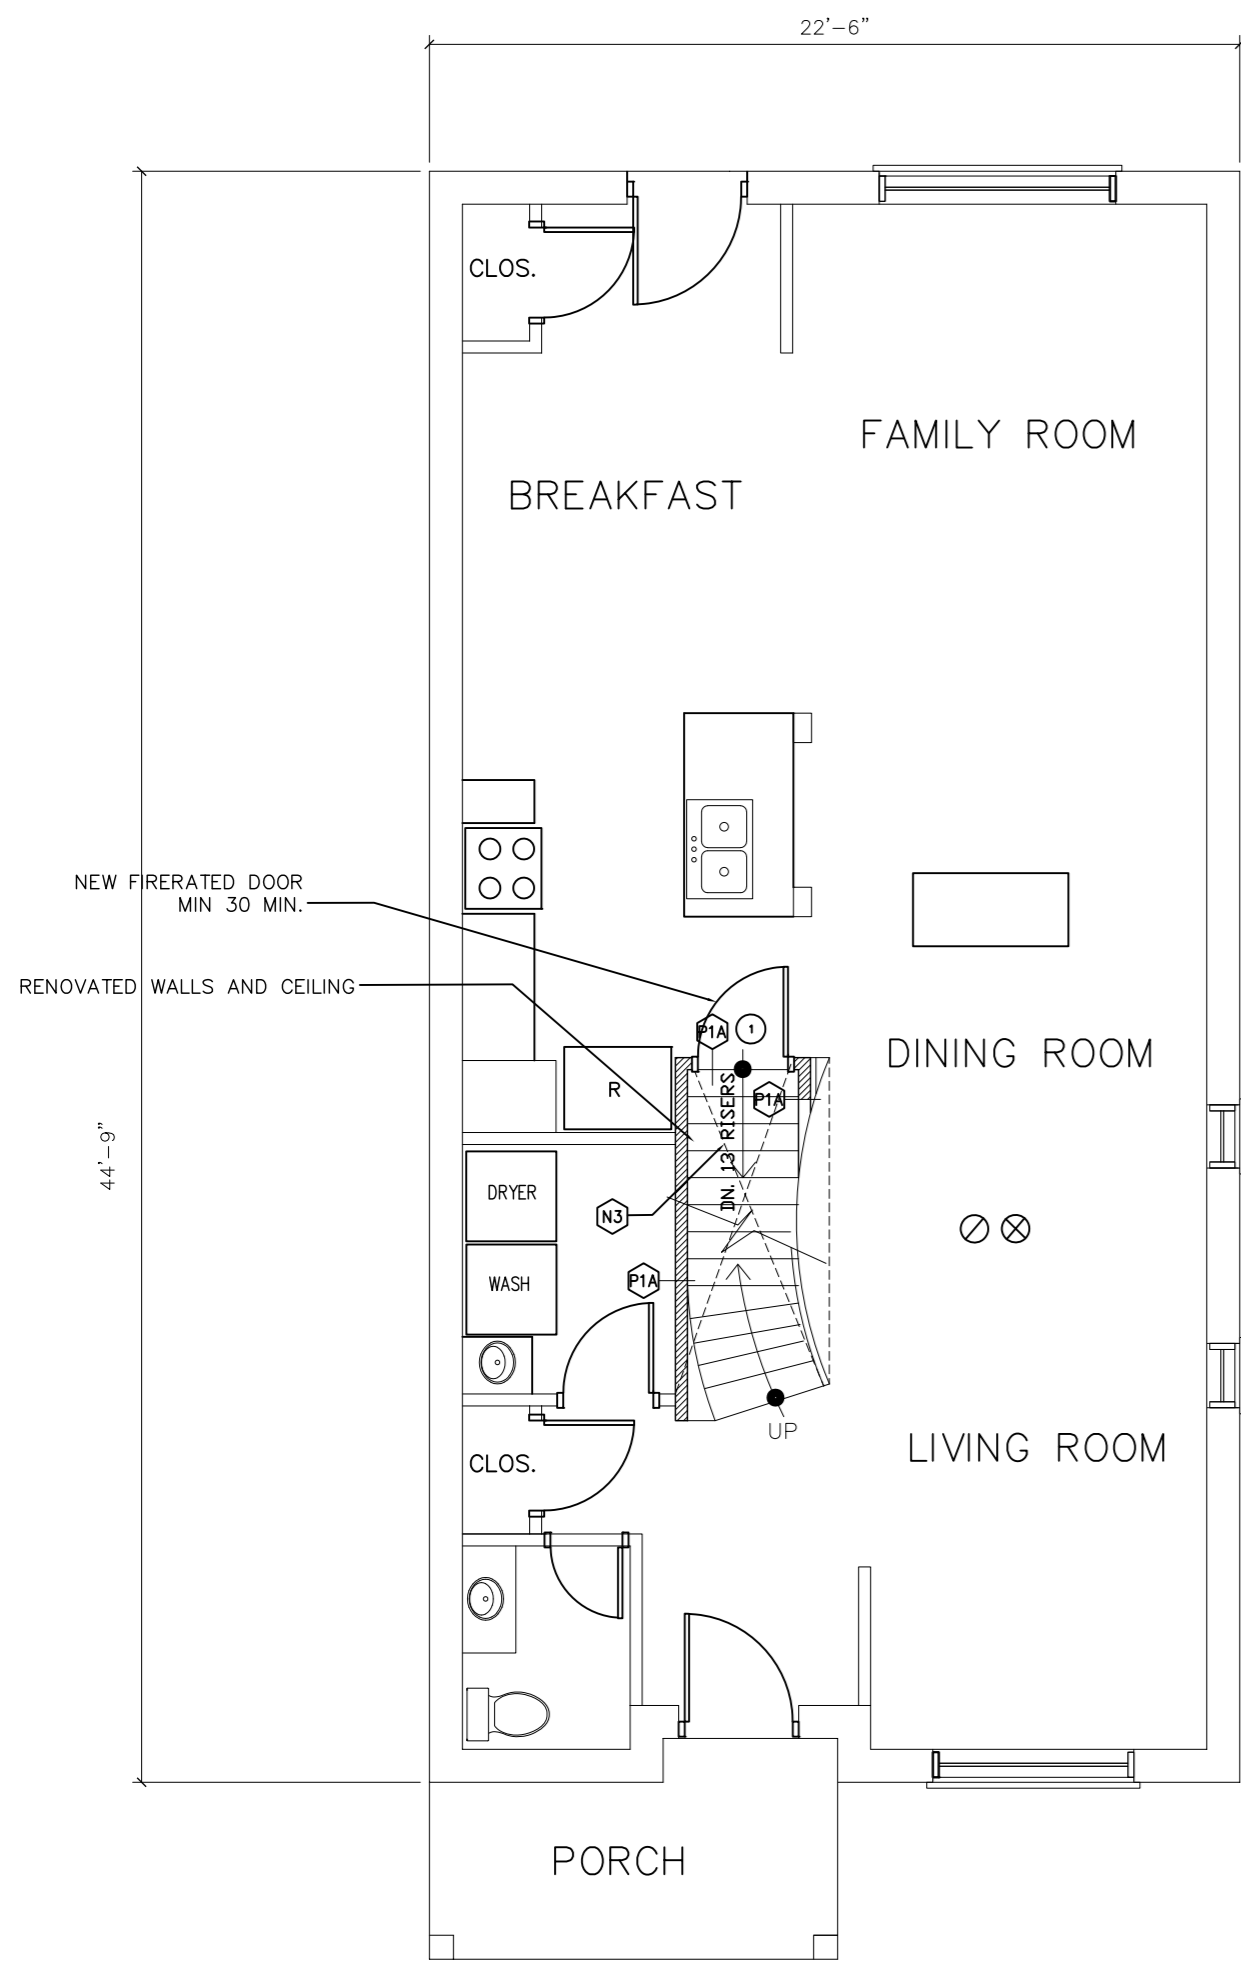 22'-6"
CLOS.
FAMILY ROOM
BREAKFAST
NEW FIRERATED DOOR
MIN 30 MIN.
RENOVATED WALLS AND CEILING
P1A
1
DINING ROOM
R
P1A
DN. 13 RISERS
44'-9"
DRYER
N3
WASH
P1A
UP
LIVING ROOM
CLOS.
PORCH